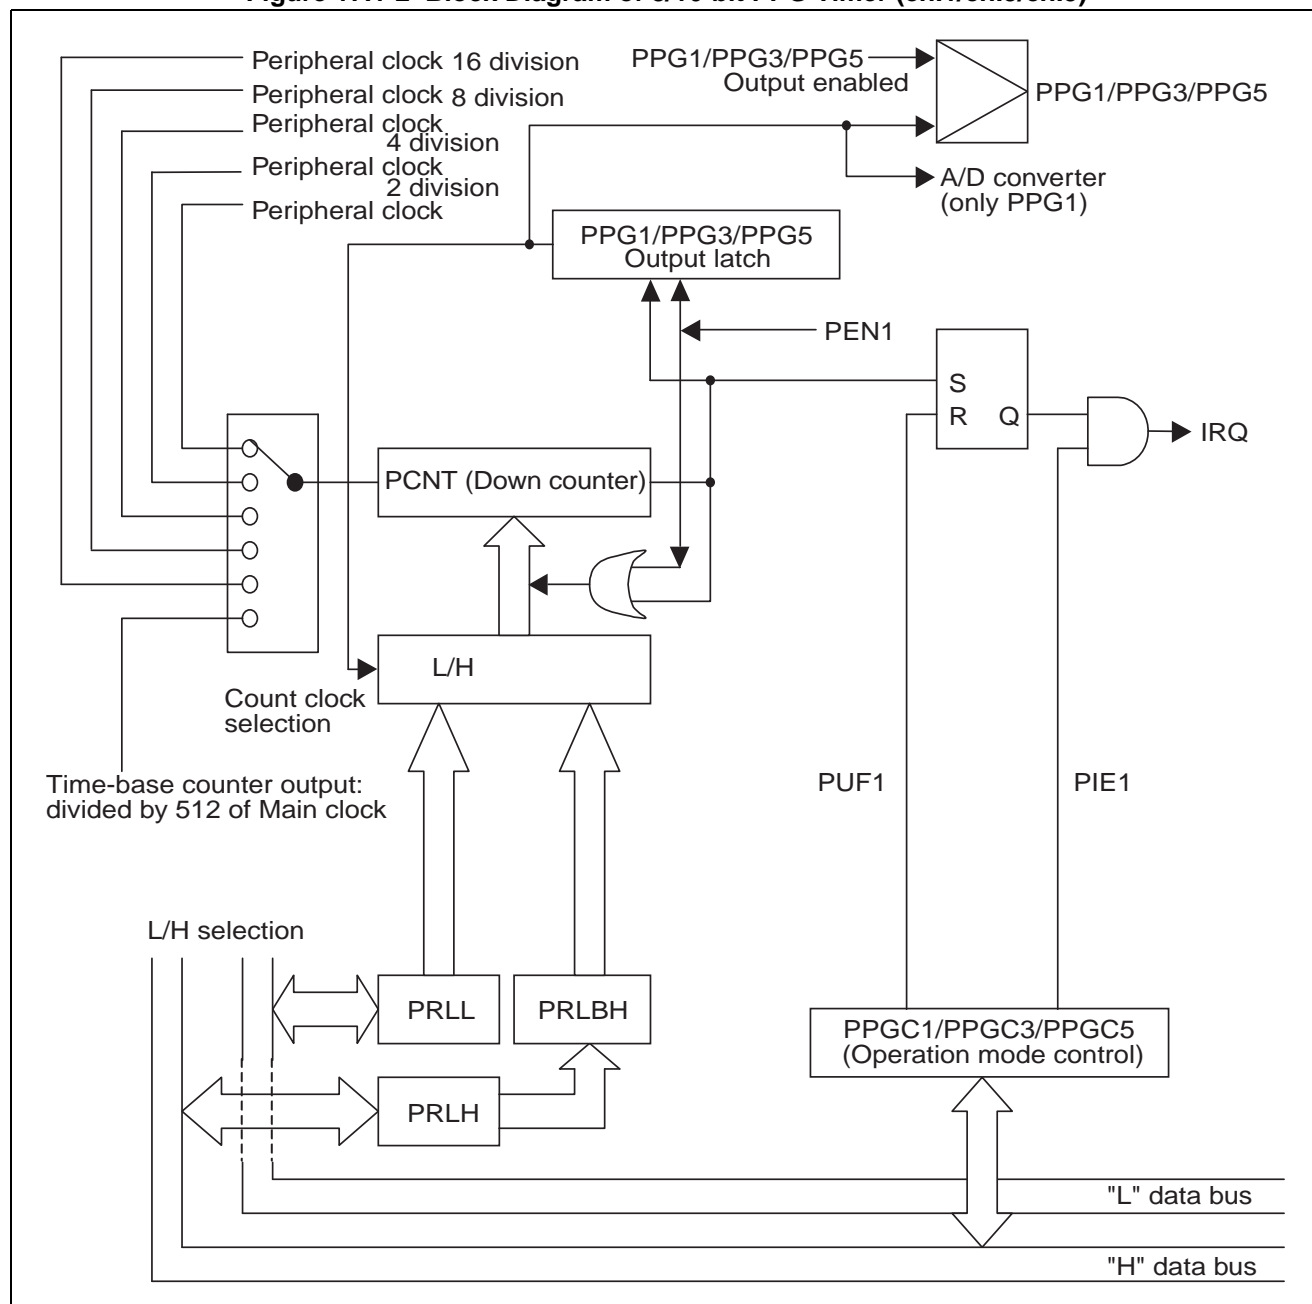 Peripheral clock 16 division
Peripheral clock 8 division
Peripheral clock
4 division
Peripheral clock
2 division
Peripheral clock
PPG1/PPG3/PPG5
Output enabled
PPG1/PPG3/PPG5
A/D converter
(only PPG1)
PPG1/PPG3/PPG5
Output latch
PEN1
S
R Q
IRQ
PCNT (Down counter)
L/H
Count clock
selection
Time-base counter output:
divided by 512 of Main clock
PUF1
PIE1
L/H selection
PRLL
PRLBH
PPGC1/PPGC3/PPGC5
(Operation mode control)
PRLH
"L" data bus
"H" data bus